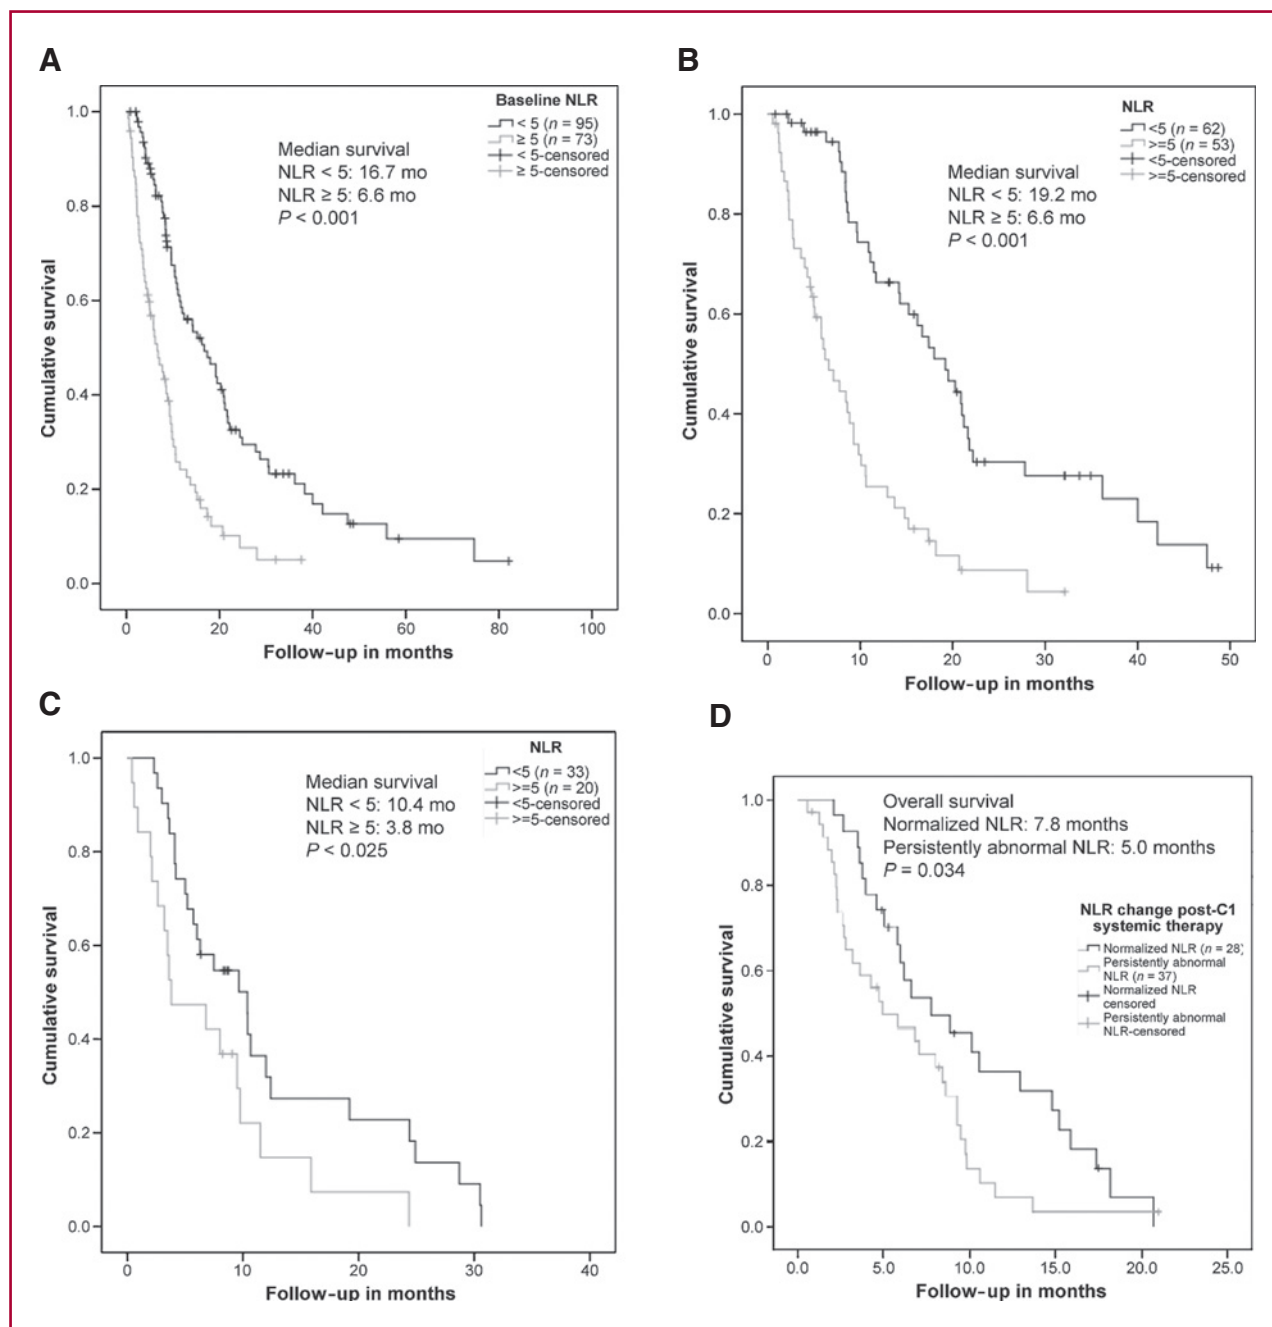 A
Baseline NLR
< 5 (n = 95)
≥ 5 (n = 73)
< 5-censored
≥ 5-censored
Median survival
NLR < 5: 16.7 mo
NLR ≥ 5: 6.6 mo
P < 0.001
Cumulative survival
1.0
0.8
0.6
0.4
0.2
0.0
0 20 40 60 80 100
Follow-up in months
B
NLR
<5 (n = 62)
>=5 (n = 53)
<5-censored
>=5-censored
Median survival
NLR < 5: 19.2 mo
NLR ≥ 5: 6.6 mo
P < 0.001
Cumulative survival
1.0
0.8
0.6
0.4
0.2
0.0
0 10 20 30 40 50
Follow-up in months
C
NLR
<5 (n = 33)
>=5 (n = 20)
<5-censored
>=5-censored
Median survival
NLR < 5: 10.4 mo
NLR ≥ 5: 3.8 mo
P < 0.025
Cumulative survival
1.0
0.8
0.6
0.4
0.2
0.0
0 10 20 30 40
Follow-up in months
D
Overall survival
Normalized NLR: 7.8 months
Persistently abnormal NLR: 5.0 months
P = 0.034
NLR change post-C1
systemic therapy
Normalized NLR (n = 28)
Persistently abnormal
NLR (n = 37)
Normalized NLR
censored
Persistently abnormal
NLR-censored
Cumulative survival
1.0
0.8
0.6
0.4
0.2
0.0
0.0 5.0 10.0 15.0 20.0 25.0
Follow-up in months